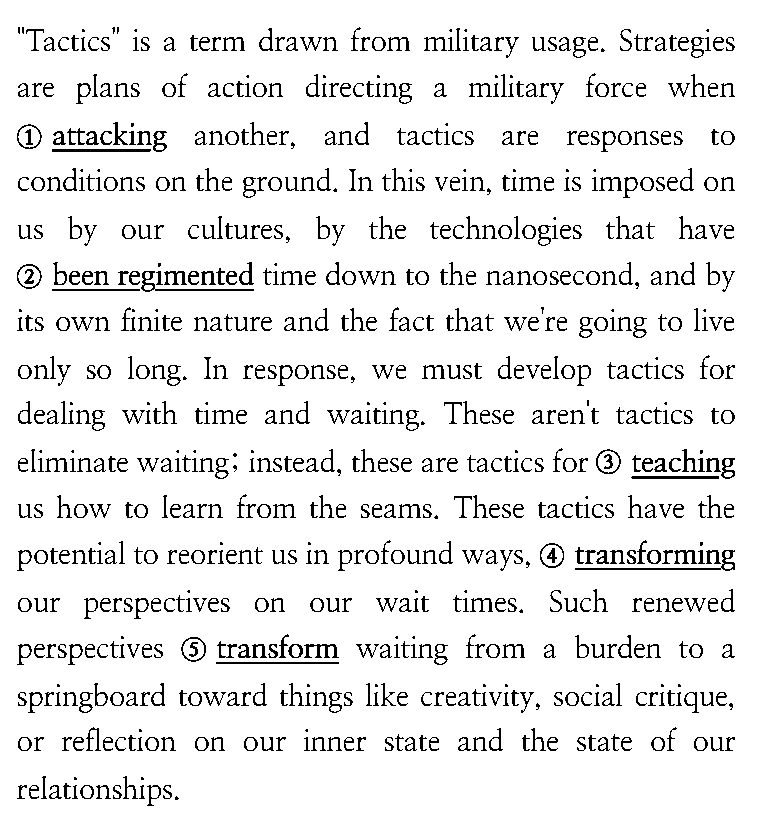 "Tactics" is a term drawn from military usage. Strategies
are plans of action directing a military force when
① attacking another, and tactics are responses to
conditions on the ground. In this vein, time is imposed on
us by our cultures, by the technologies that have
② been regimented time down to the nanosecond, and by
its own finite nature and the fact that we're going to live
only so long. In response, we must develop tactics for
dealing with time and waiting. These aren't tactics to
eliminate waiting; instead, these are tactics for ③ teaching
us how to learn from the seams. These tactics have the
potential to reorient us in profound ways, ④ transforming
our perspectives on our wait times. Such renewed
perspectives ⑤ transform waiting from a burden to a
springboard toward things like creativity, social critique,
or reflection on our inner state and the state of our
relationships.